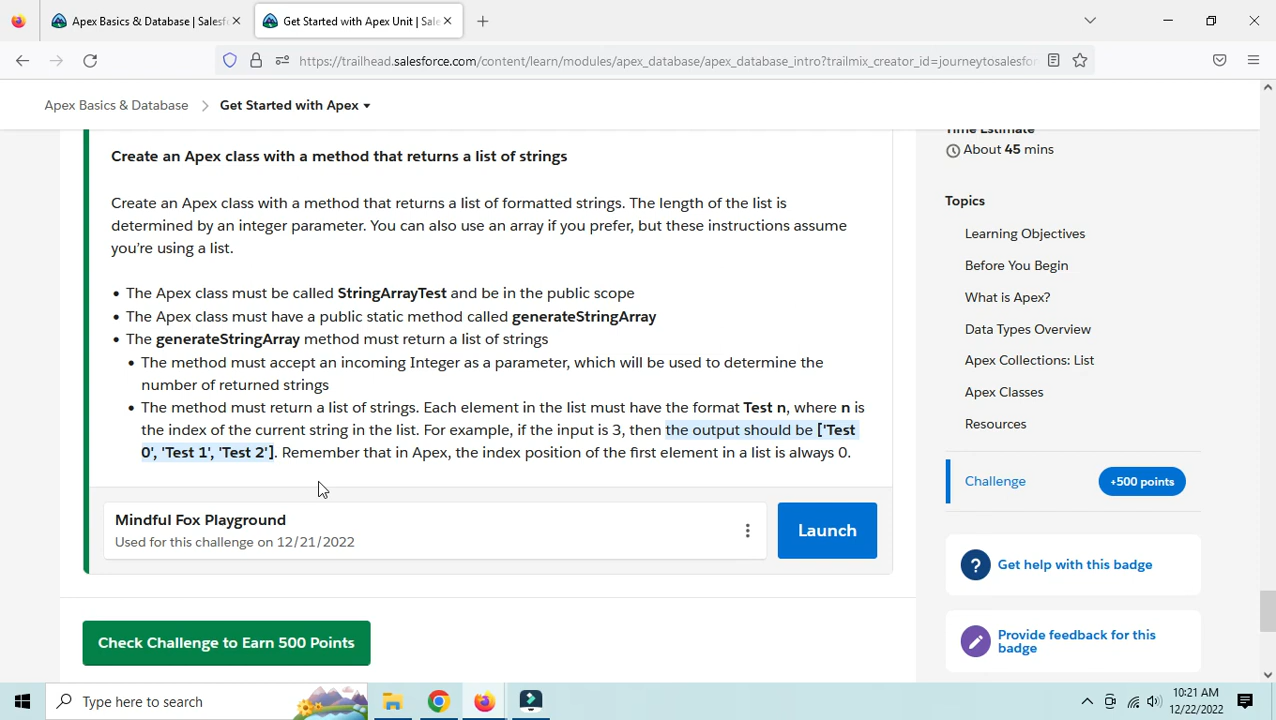 Apex Basics & Database | Salesf
Get Started with Apex Unit | Sale
https://trailhead.salesforce.com/content/learn/modules/apex_database/apex_database_intro?trailmix_creator_id=journeytosalesfor
Apex Basics & Database
Get Started with Apex
Create an Apex class with a method that returns a list of strings
Create an Apex class with a method that returns a list of formatted strings. The length of the list is
determined by an integer parameter. You can also use an array if you prefer, but these instructions assume
you're using a list.
• The Apex class must be called StringArrayTest and be in the public scope
• The Apex class must have a public static method called generateStringArray
• The generateStringArray method must return a list of strings
• The method must accept an incoming Integer as a parameter, which will be used to determine the
number of returned strings
• The method must return a list of strings. Each element in the list must have the format Test n, where n is
the index of the current string in the list. For example, if the input is 3, then the output should be ['Test
0', 'Test 1', 'Test 2']. Remember that in Apex, the index position of the first element in a list is always 0.
Mindful Fox Playground
Used for this challenge on 12/21/2022
Launch
Check Challenge to Earn 500 Points
Time Estimate
About 45 mins
Topics
Learning Objectives
Before You Begin
What is Apex?
Data Types Overview
Apex Collections: List
Apex Classes
Resources
Challenge
+500 points
? Get help with this badge
Provide feedback for this
badge
Type here to search
10:21 AM
12/22/2022